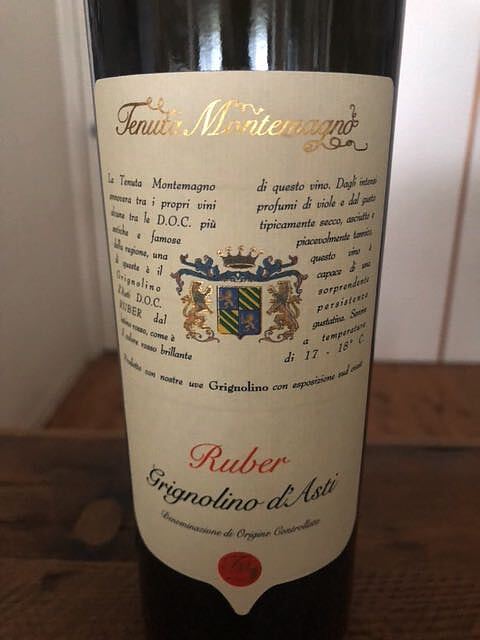 Tenuta Montemagno
La Tenuta Montemagno
annovera tra i propri vini
alcune tra le D.O.C. più
antiche e famose
della regione, una
di queste è il
Grignolino
D'Asti D.O.C.
RUBER dal
rosso, come è
il colore rosso brillante
di questo vino. Dagli intensi
profumi di viole e dal gusto
tipicamente secco, asciutto e
piacevolmente tannico,
questo vino è
capace di una
sorprendente
persistenza
gustativa. Servire
a temperatura
di 17 - 18° C.
Prodotto con nostre uve Grignolino con esposizione sud ovest
Ruber
Grignolino d'Asti
Denominazione di Origine Controllata